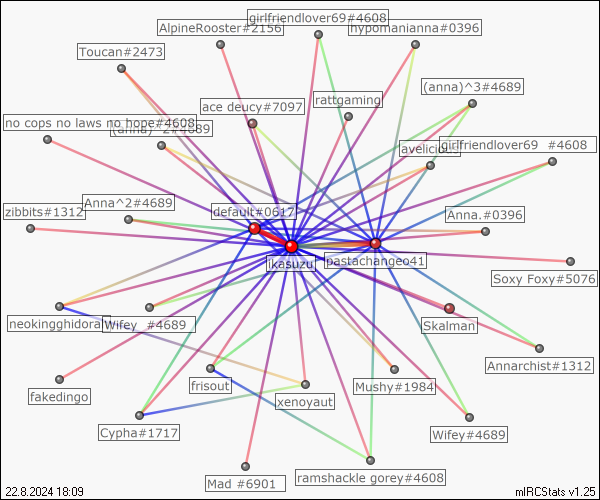 girlfriendlover69#4608
AlpineRooster#2156
hypomanianna#0396
Toucan#2473
(anna)^3#4689
ace deucy#7097
rattgaming
no cops no laws no hope#4608
(anna)^2#4689
girlfriendlover69 #4608
Anna^2#4689
zibbits#1312
default#0617
Anna.#0396
ikasuzu
pastachangeo41
Soxy Foxy#5076
neokingghidora
Wifey #4689
Skalman
Annarchist#1312
frisout
Mushy#1984
fakedingo
xenoyaut
Cypha#1717
Wifey#4689
Mad #6901
ramshackle gorey#4608
22.8.2024 18:09
mIRCStats v1.25